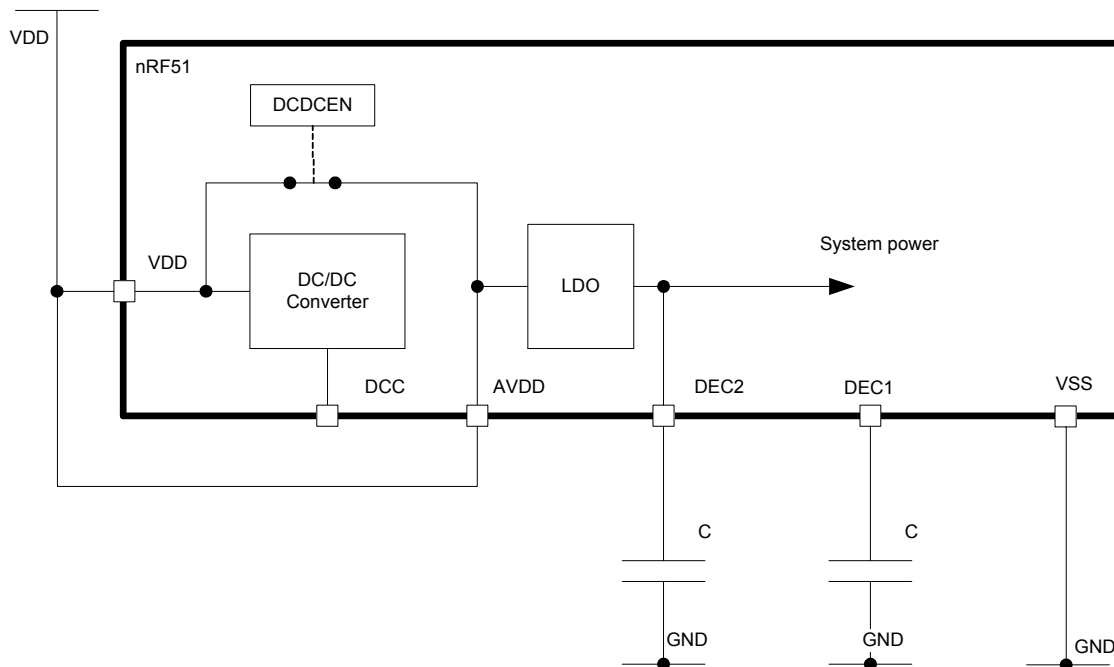 VDD
nRF51
DCDCEN
VDD
DC/DC
Converter
LDO
System power
DCC
AVDD
DEC2
DEC1
VSS
C
C
GND
GND
GND